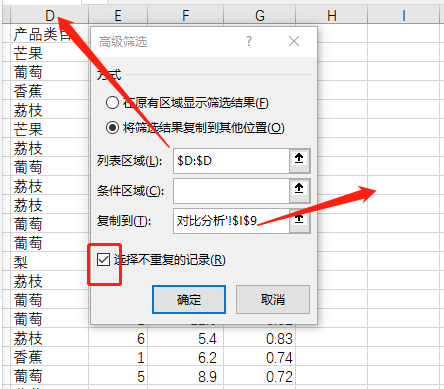 D E F G I
产品类目
芒果
葡萄
香蕉
荔枝
芒果
荔枝
葡萄
荔枝
荔枝
葡萄
葡萄
梨
荔枝
葡萄
葡萄
荔枝 6 5.4 0.83
香蕉 1 6.2 0.74
葡萄 5 8.9 0.72
高级筛选 ? ×
方式
在原有区域显示筛选结果(F)
将筛选结果复制到其他位置(O)
列表区域(L): $D:$D
条件区域(C):
复制到(T): 对比分析'!$I$9
选择不重复的记录(R)
确定 取消